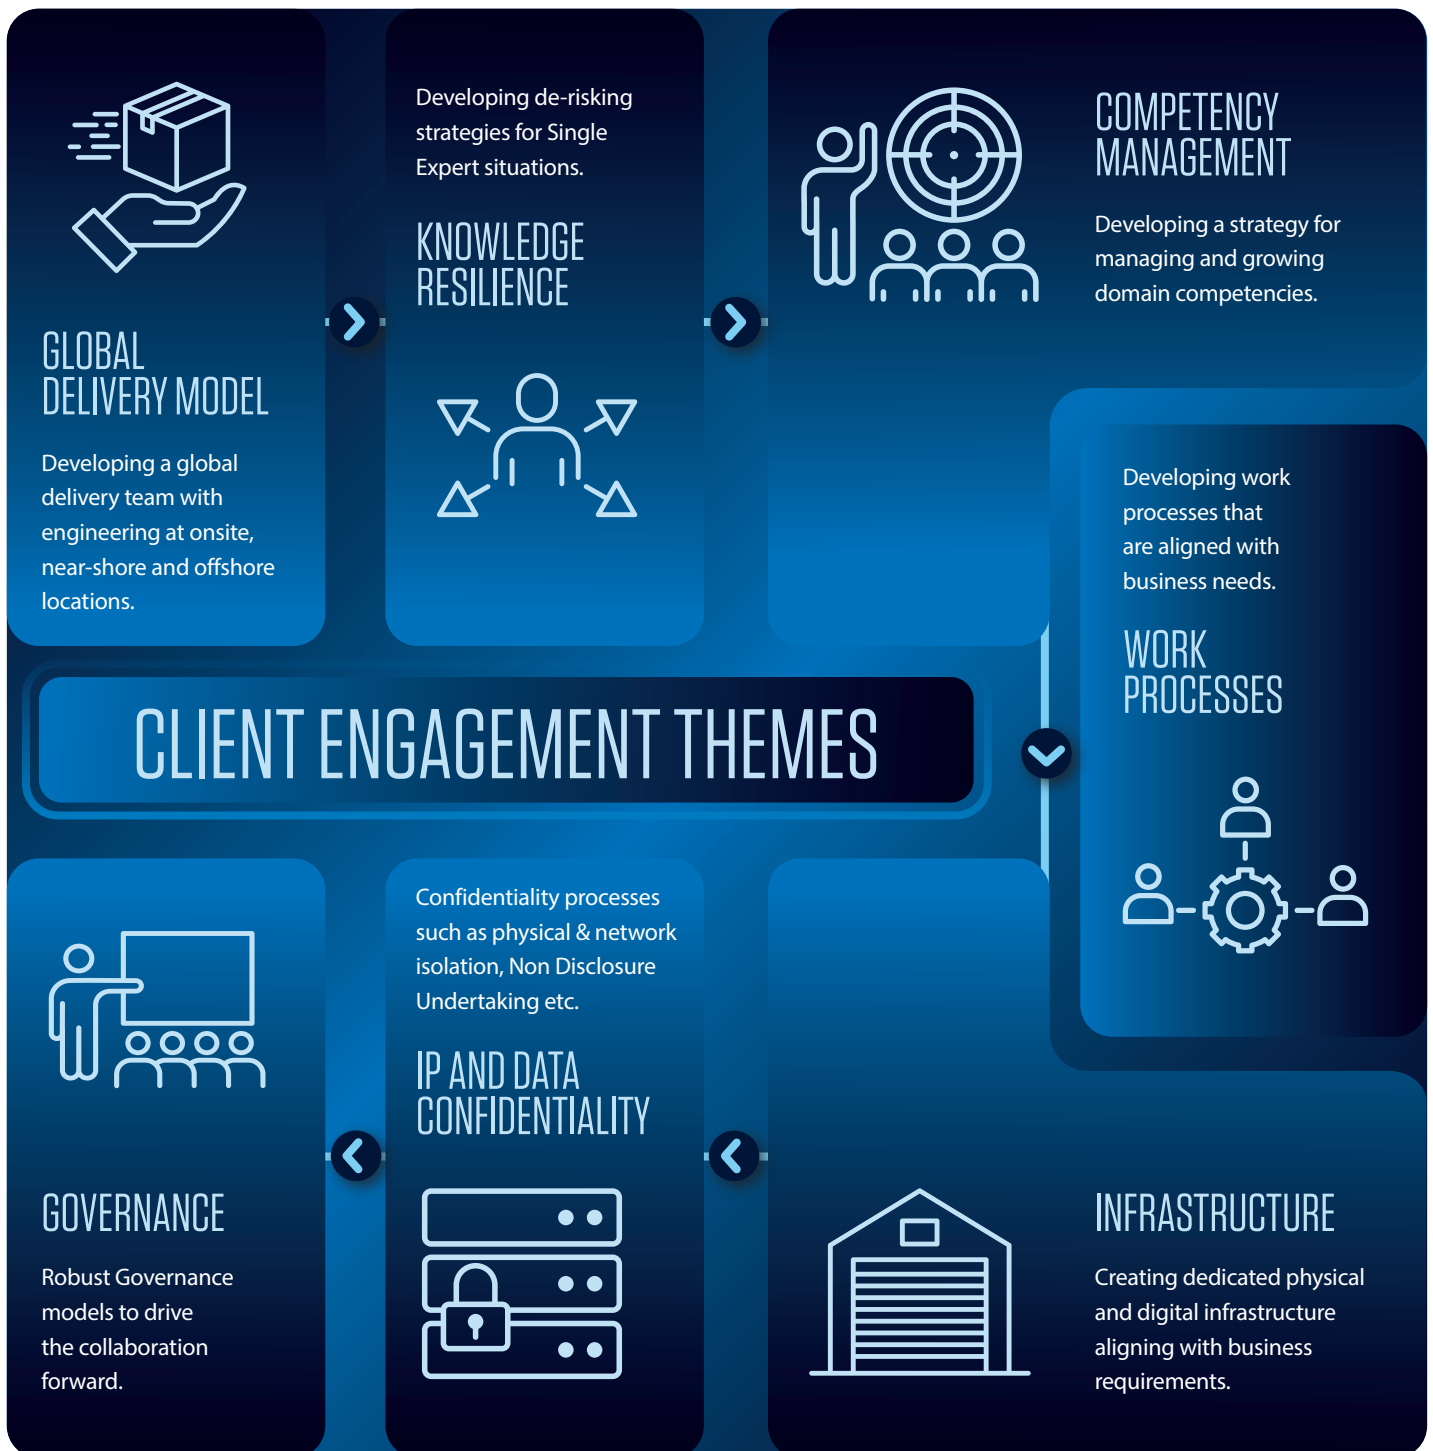 GLOBAL
DELIVERY MODEL
Developing a global
delivery team with
engineering at onsite,
near-shore and offshore
locations.
Developing de-risking
strategies for Single
Expert situations.
KNOWLEDGE
RESILIENCE
COMPETENCY
MANAGEMENT
Developing a strategy for
managing and growing
domain competencies.
Developing work
processes that
are aligned with
business needs.
WORK
PROCESSES
CLIENT ENGAGEMENT THEMES
GOVERNANCE
Robust Governance
models to drive
the collaboration
forward.
Confidentiality processes
such as physical & network
isolation, Non Disclosure
Undertaking etc.
IP AND DATA
CONFIDENTIALITY
INFRASTRUCTURE
Creating dedicated physical
and digital infrastructure
aligning with business
requirements.